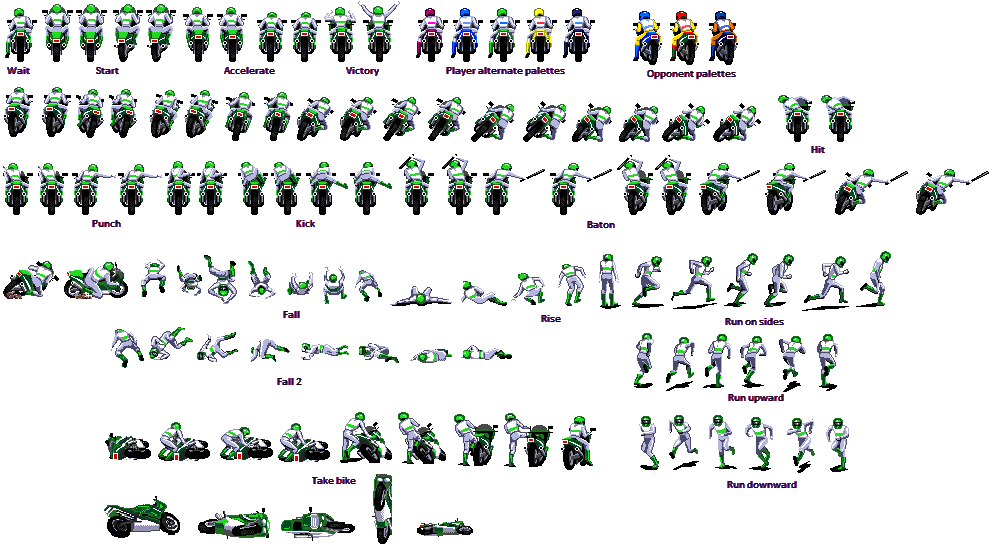 Wait
Start
Accelerate
Victory
Player alternate palettes
Opponent palettes
Hit
Punch
Kick
Baton
Fall
Rise
Run on sides
Fall 2
Run upward
Take bike
Run downward